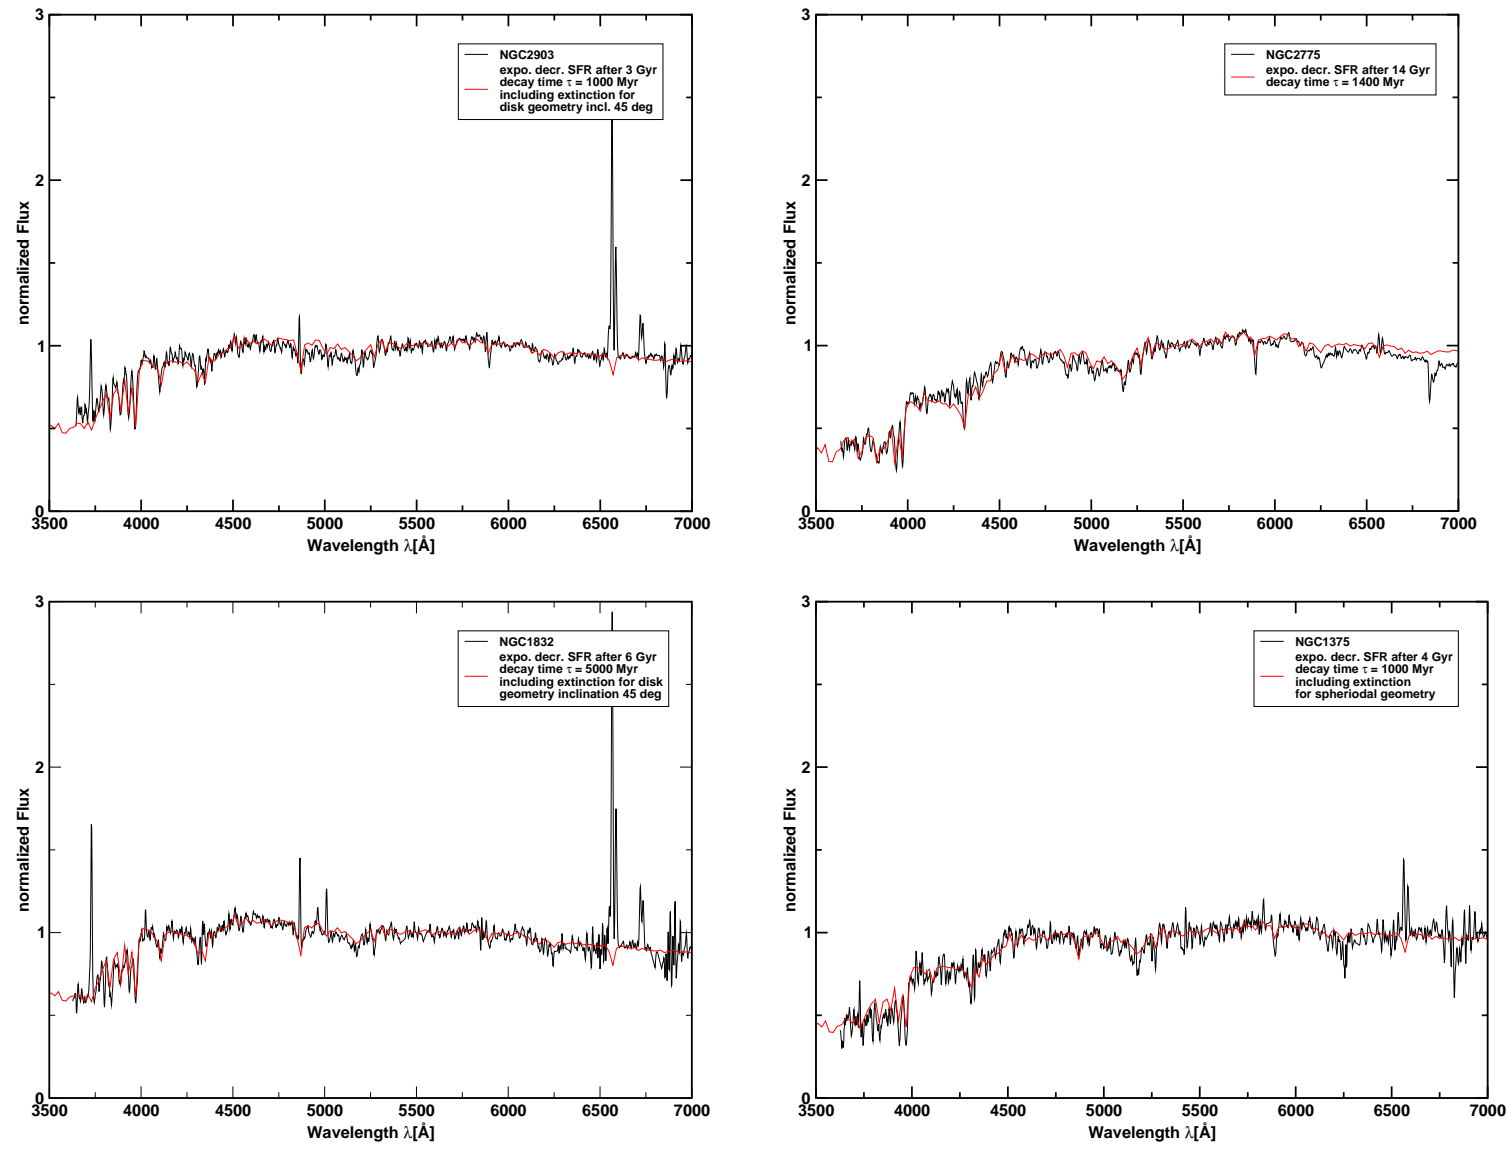 3
NGC2903
expo. decr. SFR after 3 Gyr
decay time τ = 1000 Myr
including extinction for
disk geometry incl. 45 deg
2
normalized Flux
1
0
3500 4000 4500 5000 5500 6000 6500 7000
Wavelength λ[Å]
3
NGC2775
expo. decr. SFR after 14 Gyr
decay time τ = 1400 Myr
2
normalized Flux
1
0
3500 4000 4500 5000 5500 6000 6500 7000
Wavelength λ[Å]
3
NGC1832
expo. decr. SFR after 6 Gyr
decay time τ = 5000 Myr
including extinction for disk
geometry inclination 45 deg
2
normalized Flux
1
0
3500 4000 4500 5000 5500 6000 6500 7000
Wavelength λ[Å]
3
NGC1375
expo. decr. SFR after 4 Gyr
decay time τ = 1000 Myr
including extinction
for speriodal geometry
2
normalized Flux
1
0
3500 4000 4500 5000 5500 6000 6500 7000
Wavelength λ[Å]